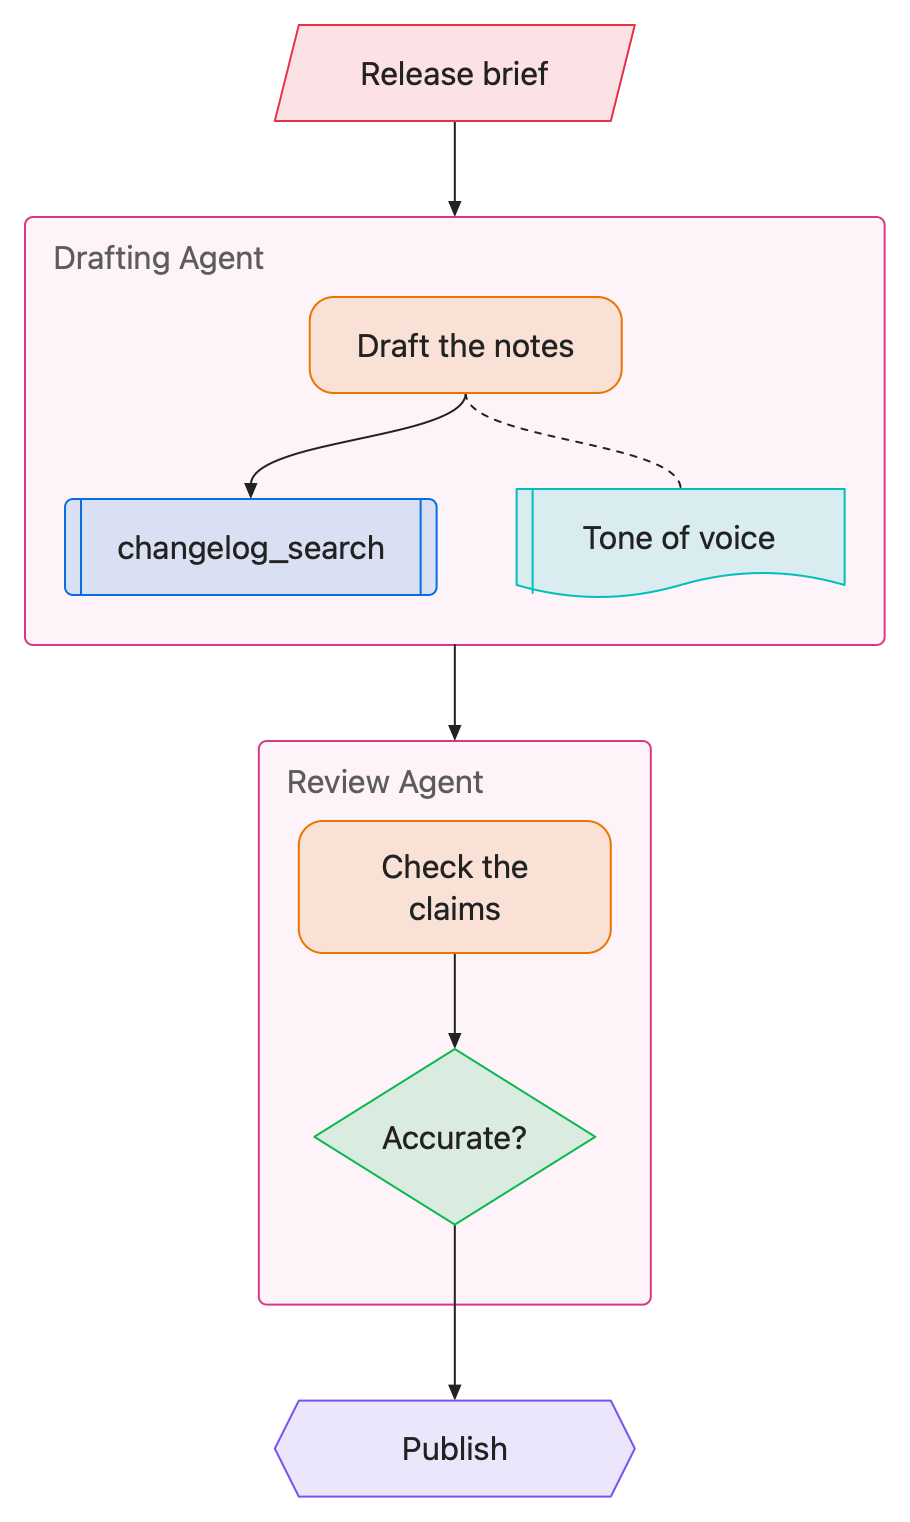 Release brief
Drafting Agent
Draft the notes
changelog_search
Tone of voice
Review Agent
Check the
claims
Accurate?
Publish